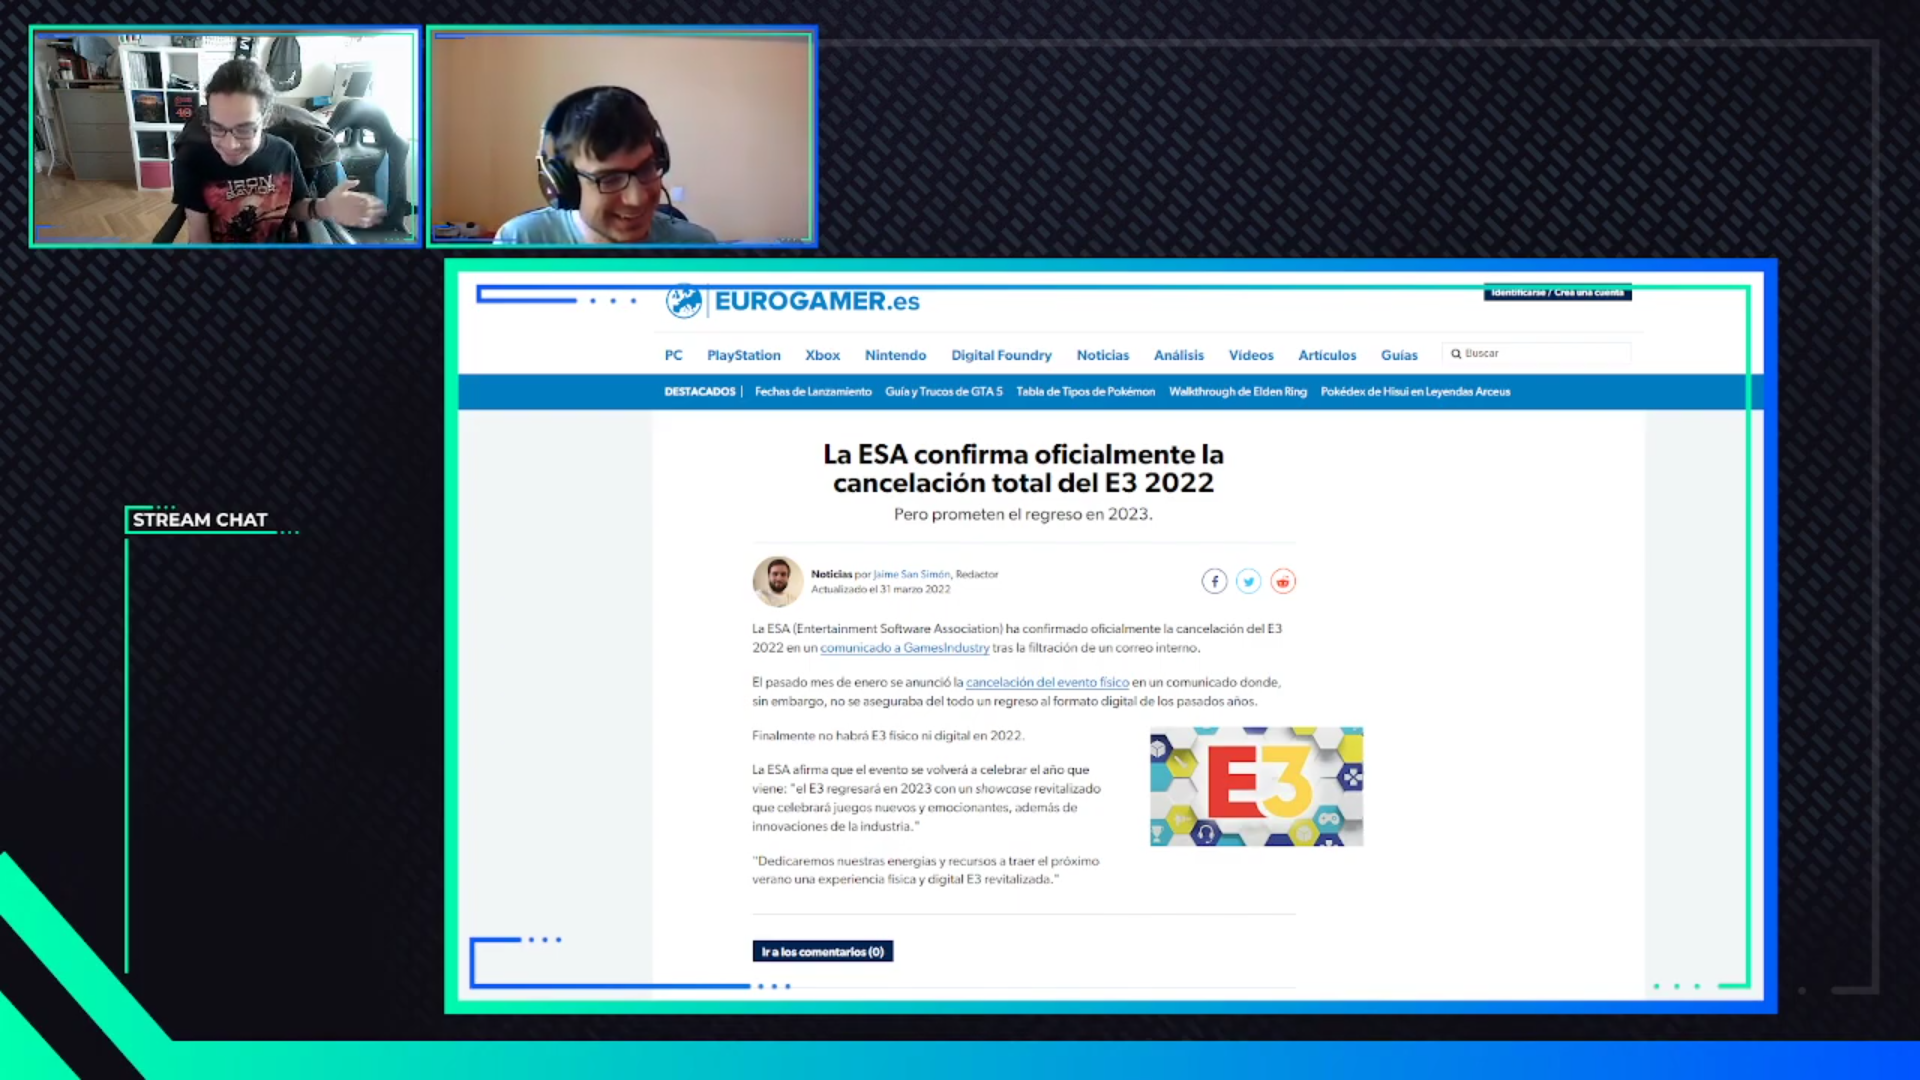 IRON
SAVIOR
EUROGAMER.es
Identificarse / Crea una cuenta
PC PlayStation Xbox Nintendo Digital Foundry Noticias Análisis Vídeos Artículos Guías Buscar
DESTACADOS | Fechas de Lanzamiento Guía y Trucos de GTA 5 Tabla de Tipos de Pokémon Walkthrough de Elden Ring Pokédex de Hisui en Leyendas Arceus
La ESA confirma oficialmente la
cancelación total del E3 2022
Pero prometen el regreso en 2023.
Noticias por Jaime San Simón, Redactor
Actualizado el 31 marzo 2022
La ESA (Entertainment Software Association) ha confirmado oficialmente la cancelación del E3
2022 en un comunicado a GamesIndustry tras la filtración de un correo interno.
El pasado mes de enero se anunció la cancelación del evento físico en un comunicado donde,
sin embargo, no se aseguraba del todo un regreso al formato digital de los pasados años.
Finalmente no habrá E3 físico ni digital en 2022.
La ESA afirma que el evento se volverá a celebrar el año que
viene: "el E3 regresará en 2023 con un showcase revitalizado
que celebrará juegos nuevos y emocionantes, además de
innovaciones de la industria."
"Dedicaremos nuestras energías y recursos a traer el próximo
verano una experiencia física y digital E3 revitalizada."
E3
Ir a los comentarios (0)
STREAM CHAT